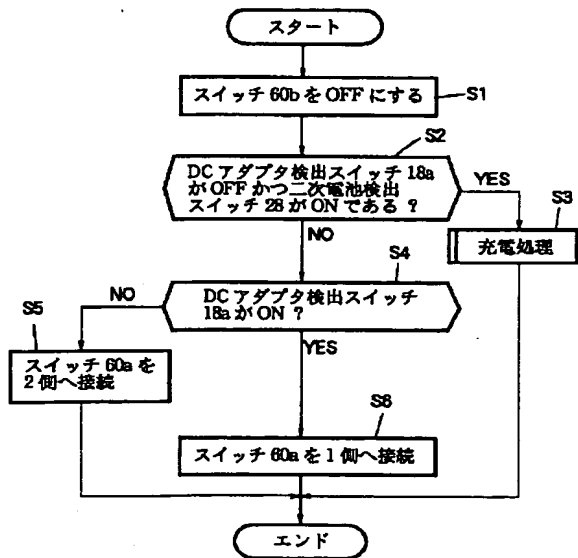 スタート
スイッチ 60b を OFF にする
S1
S2
DC アダプタ検出スイッチ 18a
が OFF かつ二次電池検出
スイッチ 28 が ON である ?
YES
S3
充電処理
NO
S4
DC アダプタ検出スイッチ
18a が ON ?
NO
S5
スイッチ 60a を
2 側へ接続
YES
S6
スイッチ 60a を 1 側へ接続
エンド